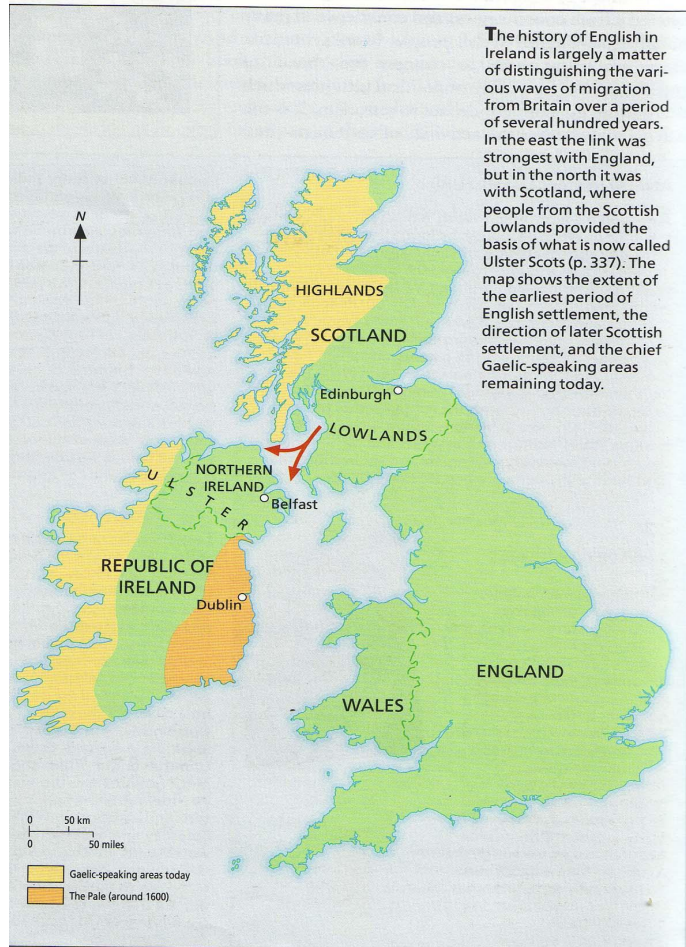 The history of English in
Ireland is largely a matter
of distinguishing the vari-
ous waves of migration
from Britain over a period
of several hundred years.
In the east the link was
strongest with England,
but in the north it was
with Scotland, where
people from the Scottish
Lowlands provided the
basis of what is now called
Ulster Scots (p. 337). The
map shows the extent of
the earliest period of
English settlement, the
direction of later Scottish
settlement, and the chief
Gaelic-speaking areas
remaining today.
N
HIGHLANDS
SCOTLAND
Edinburgh
LOWLANDS
NORTHERN
IRELAND
ULSTER
Belfast
REPUBLIC OF
IRELAND
Dublin
ENGLAND
WALES
0 50 km
0 50 miles
Gaelic-speaking areas today
The Pale (around 1600)